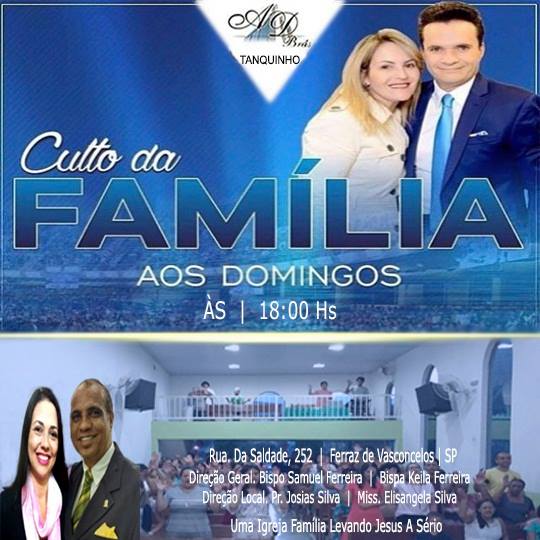 AD
Brás
TANQUINHO
Culto da
FAMÍLIA
AOS DOMINGOS
ÀS | 18:00 Hs
Rua. Da Saldade, 252 | Ferraz de Vasconcelos | SP
Direção Geral. Bispo Samuel Ferreira | Bispa Keila Ferreira
Direção Local. Pr. Josias Silva | Miss. Elisangela Silva
Uma Igreja Família Levando Jesus A Sério